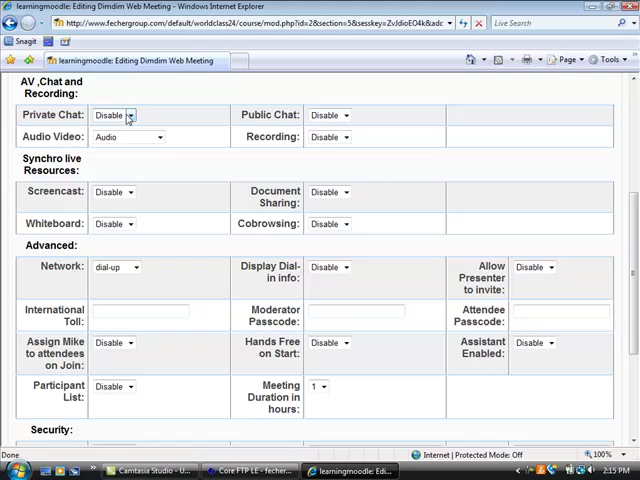 learningmoodle: Editing Dimdim Web Meeting - Windows Internet Explorer
http://www.fechergroup.com/default/worldclass24/course/mod.php?id=2&section=5&sesskey=ZvJdioEO4k&adc
Live Search
Snagit
learningmoodle: Editing Dimdim Web Meeting
Page
Tools
AV ,Chat and
Recording:
Private Chat: Disable Public Chat: Disable
Audio Video: Audio Recording: Disable
Synchro live
Resources:
Screencast: Disable Document
Sharing: Disable
Whiteboard: Disable Cobrowsing: Disable
Advanced:
Network: dial-up Display Dial-
in info: Disable Allow
Presenter
to invite: Disable
International
Toll: Moderator
Passcode: Attendee
Passcode:
Assign Mike
to attendees
on Join: Disable Hands Free
on Start: Disable Assistant
Enabled: Disable
Participant
List: Disable Meeting
Duration in
hours: 1
Security:
Done Internet | Protected Mode: Off 100%
Camtasia Studio - U... Core FTP LE - fecher... learningmoodle: Edi... 2:15 PM